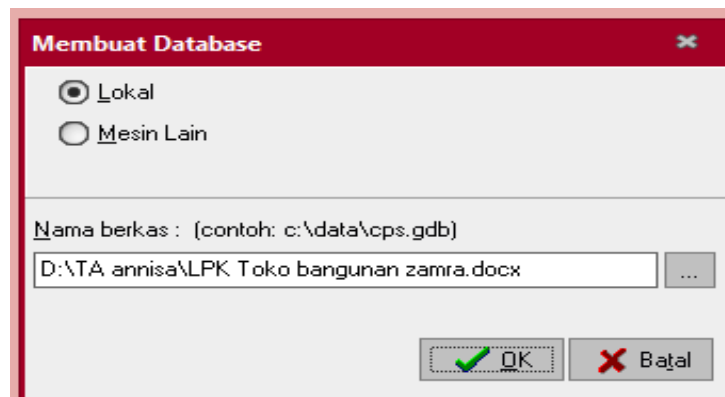 Membuat Database
Lokal
Mesin Lain
Nama berkas : (contoh: c:\data\cps.gdb)
D:\TA annisa\LPK Toko bangunan zamra.docx
...
OK
Batal